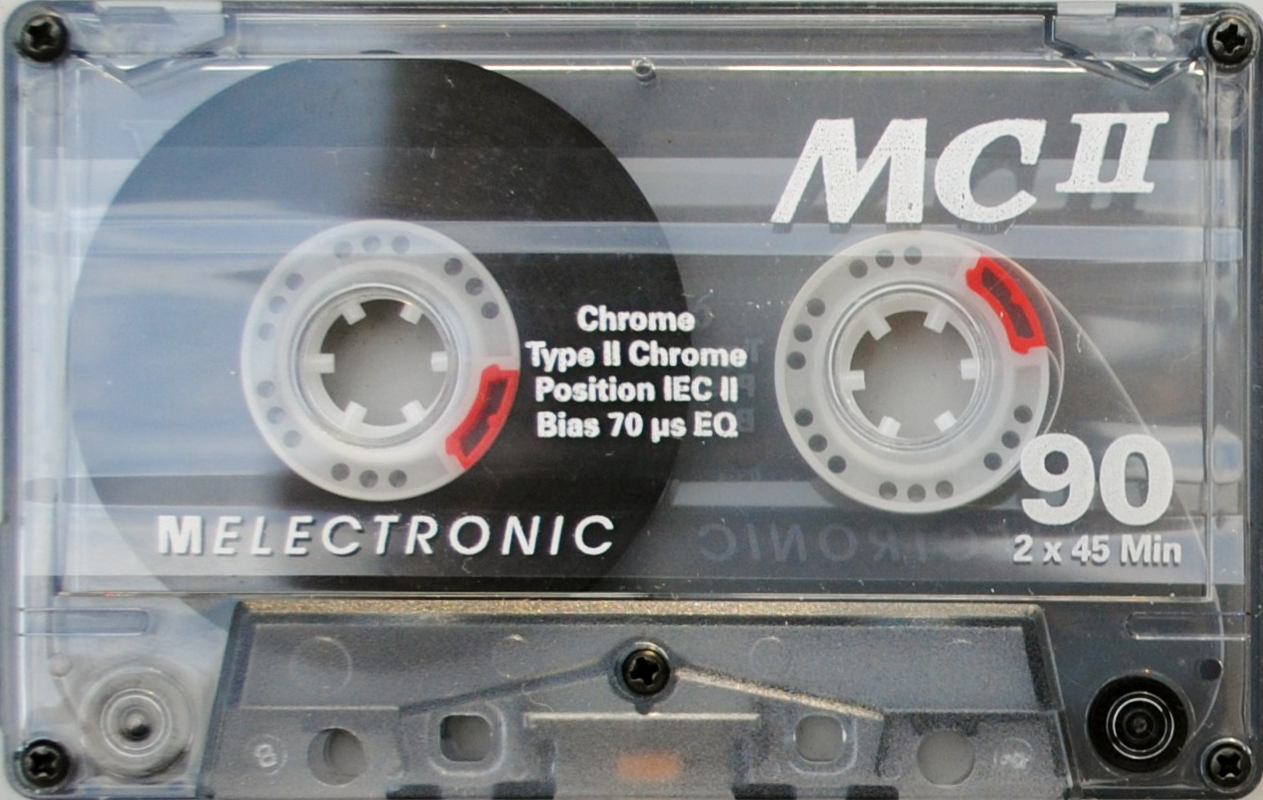 MC II
Chrome
Type II Chrome
Position IEC II
Bias 70 µs EQ
90
MELECTRONIC
2 x 45 Min